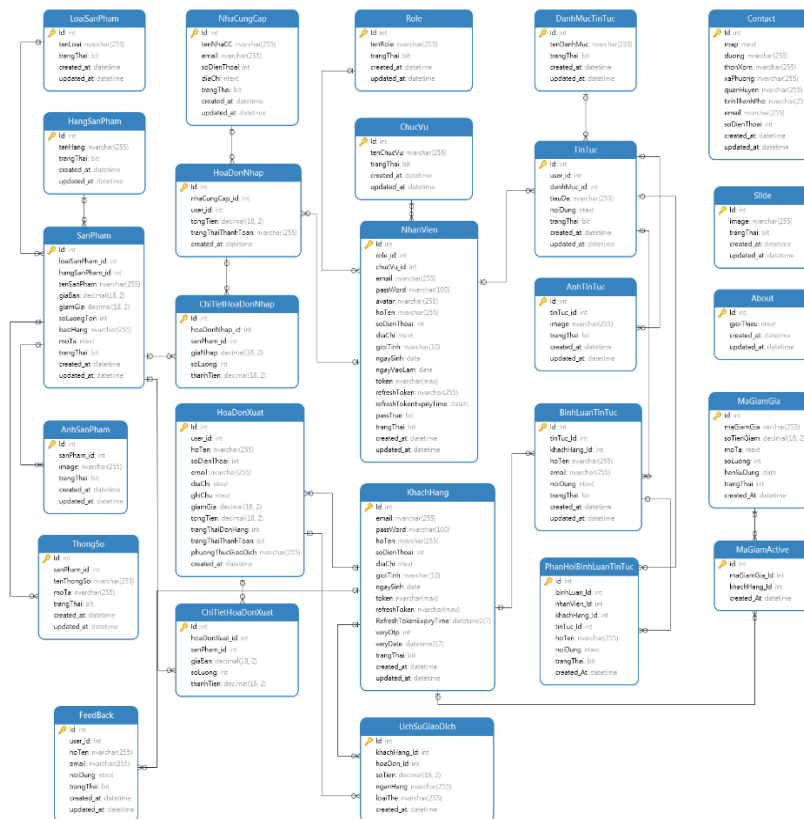 LoaiSanPham
Id: int
tenLoai: nvarchar(255)
trangThai: bit
created_at: datetime
updated_at: datetime
HangSanPham
Id: int
tenHang: nvarchar(255)
trangThai: bit
created_at: datetime
updated_at: datetime
SanPham
Id: int
loaiSanPham_id: int
hangSanPham_id: int
tenSanPham: nvarchar(255)
giaBan: decimal(18, 2)
giamGia: decimal(18, 2)
soLuongTon: int
baoHang: nvarchar(255)
moTa: ntext
trangThai: bit
created_at: datetime
updated_at: datetime
AnhSanPham
Id: int
sanPham_id: int
image: nvarchar(255)
trangThai: bit
created_at: datetime
updated_at: datetime
ThongSo
Id: int
sanPham_id: int
tenThongSo: nvarchar(255)
moTa: nvarchar(255)
trangThai: bit
created_at: datetime
updated_at: datetime
FeedBack
Id: int
user_id: int
hoTen: nvarchar(255)
email: nvarchar(255)
noiDung: ntext
trangThai: bit
created_at: datetime
updated_at: datetime
NhaCungCap
Id: int
tenNhaCC: nvarchar(255)
email: nvarchar(255)
soDienThoai: int
diaChi: ntext
trangThai: bit
created_at: datetime
updated_at: datetime
HoaDonNhap
Id: int
nhaCungCap_id: int
user_id: int
tongTien: decimal(18, 2)
trangThaiThanhToan: nvarchar(255)
created_at: datetime
ChiTietHoaDonNhap
Id: int
hoaDonNhap_id: int
sanPham_id: int
giaNhap: decimal(18, 2)
soLuong: int
thanhTien: decimal(18, 2)
HoaDonXuat
Id: int
user_id: int
hoTen: nvarchar(255)
soDienThoai: int
email: nvarchar(255)
diaChi: ntext
ghiChu: ntext
giamGia: decimal(18, 2)
tongTien: decimal(18, 2)
trangThaiDonHang: int
trangThaiThanhToan: bit
phuongThucGiaoDich: nvarchar(255)
created_at: datetime
ChiTietHoaDonXuat
Id: int
hoaDonXuat_id: int
sanPham_id: int
giaBan: decimal(18, 2)
soLuong: int
thanhTien: decimal(18, 2)
Role
Id: int
tenRole: nvarchar(255)
trangThai: bit
created_at: datetime
updated_at: datetime
ChucVu
Id: int
tenChucVu: nvarchar(255)
trangThai: bit
created_at: datetime
updated_at: datetime
NhanVien
Id: int
role_id: int
chucVu_id: int
email: nvarchar(255)
passWord: nvarchar(100)
avatar: nvarchar(255)
hoTen: nvarchar(255)
soDienThoai: int
diaChi: ntext
gioiTinh: nvarchar(10)
ngaySinh: date
ngayVaoLam: date
token: nvarchar(max)
refreshToken: nvarchar(255)
refreshTokenExpiryTime: dateti...
passTrue: bit
trangThai: bit
created_at: datetime
updated_at: datetime
KhachHang
Id: int
email: nvarchar(255)
passWord: nvarchar(100)
hoTen: nvarchar(255)
soDienThoai: int
diaChi: ntext
gioiTinh: nvarchar(10)
ngaySinh: date
token: nvarchar(max)
refreshToken: nvarchar(max)
RefreshTokenExpiryTime: datetime2(7)
veryOtp: int
veryDate: datetime2(7)
trangThai: bit
created_at: datetime
updated_at: datetime
LichSuGiaoDich
Id: int
khachHang_Id: int
hoaDon_Id: int
soTien: decimal(18, 2)
nganHang: nvarchar(255)
loaiThe: nvarchar(255)
created_at: datetime
DanhMucTinTuc
Id: int
tenDanhMuc: nvarchar(255)
trangThai: bit
created_at: datetime
updated_at: datetime
TinTuc
Id: int
user_id: int
danhMuc_id: int
tieuDe: nvarchar(255)
noiDung: ntext
trangThai: bit
created_at: datetime
updated_at: datetime
AnhTinTuc
Id: int
tinTuc_id: int
image: nvarchar(255)
trangThai: bit
created_at: datetime
updated_at: datetime
BinhLuanTinTuc
Id: int
tinTuc_Id: int
khachHang_Id: int
hoTen: nvarchar(255)
email: nvarchar(255)
noiDung: ntext
trangThai: bit
created_at: int
updated_at: datetime
PhanHoiBinhLuanTinTuc
Id: int
binhLuan_Id: int
nhanVien_Id: int
khachHang_Id: int
tinTuc_Id: int
hoTen: nvarchar(255)
noiDung: ntext
trangThai: bit
created_At: datetime
Contact
Id: int
map: ntext
duong: nvarchar(255)
thonXom: nvarchar(255)
xaPhuong: nvarchar(255)
quanHuyen: nvarchar(255)
tinhThanhPho: nvarchar(255
email: nvarchar(255)
soDienThoai: int
created_at: datetime
updated_at: datetime
Slide
Id: int
image: nvarchar(255)
trangThai: bit
created_at: datetime
updated_at: datetime
About
id: int
gioiThieu: ntext
created_at: datetime
updated_at: datetime
MaGiamGia
id: int
maGiamGia: varchar(255)
soTienGiam: decimal(18, 2)
moTa: ntext
soLuong: int
hanSuDung: date
trangThai: bit
created_At: datetime
MaGiamActive
id: int
maGiamGia_Id: int
khachHang_Id: int
created_At: datetime